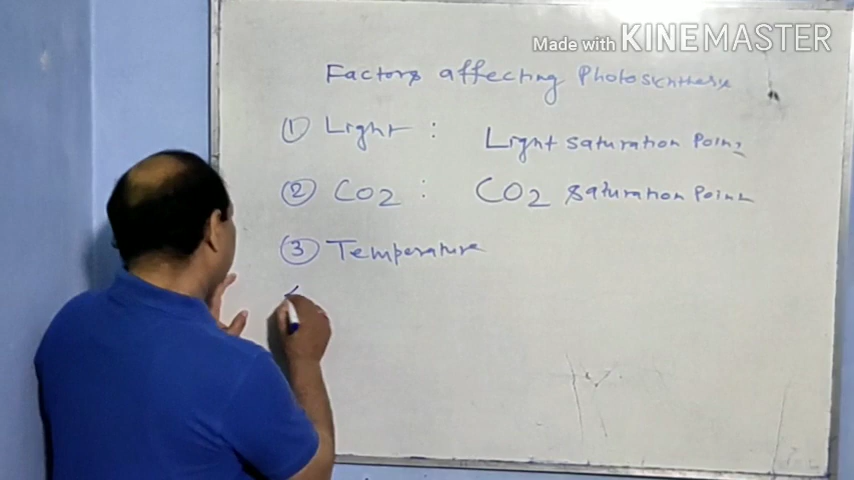 Made with KINEMASTER
Factors affecting Photosynthesis
① Light : Light saturation Point
② CO2 : CO2 saturation Point
③ Temperature